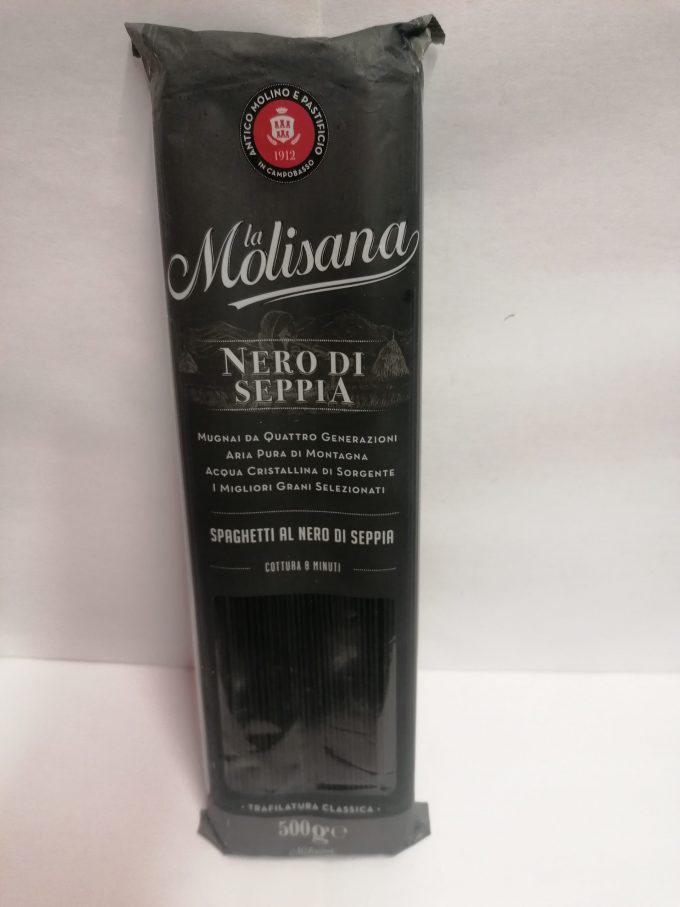 ANTICO MOLINO E PASTIFICIO
1912
IN CAMPOBASSO
la
Molisana
NERO DI
SEPPIA
MUGNAI DA QUATTRO GENERAZIONI
ARIA PURA DI MONTAGNA
ACQUA CRISTALLINA DI SORGENTE
I MIGLIORI GRANI SELEZIONATI
SPAGHETTI AL NERO DI SEPPIA
COTTURA 8 MINUTI
• TRAFILATURA CLASSICA •
500g℮
Molisana